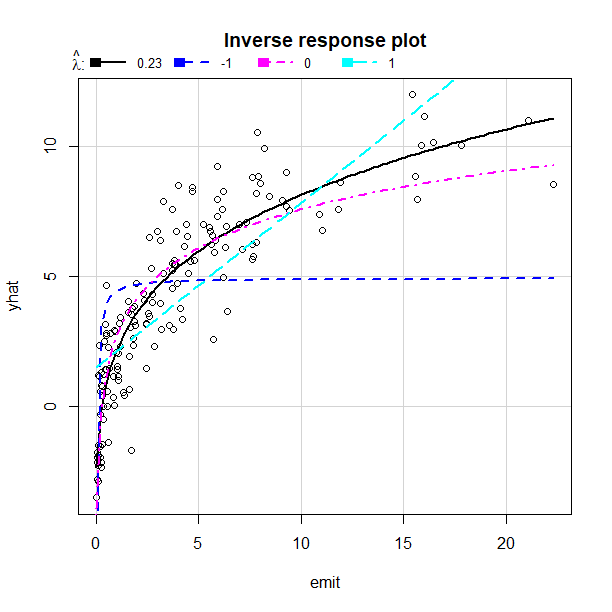 Inverse response plot
λ̂: 0.23 -1 0 1
10
5
0
yhat
0 5 10 15 20
emit